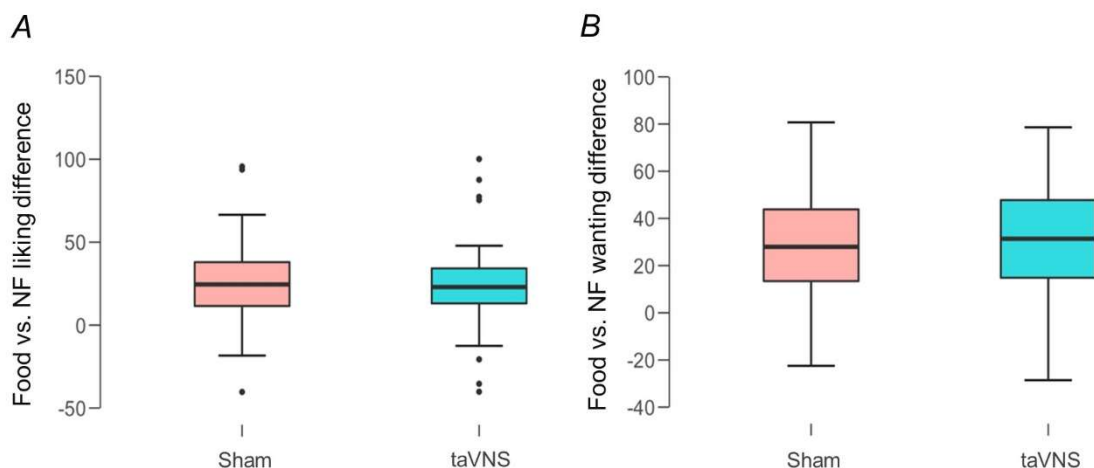 A
Food vs. NF liking difference
150
100
50
0
-50
Sham
taVNS
B
Food vs. NF wanting difference
100
80
60
40
20
0
-20
-40
Sham
taVNS